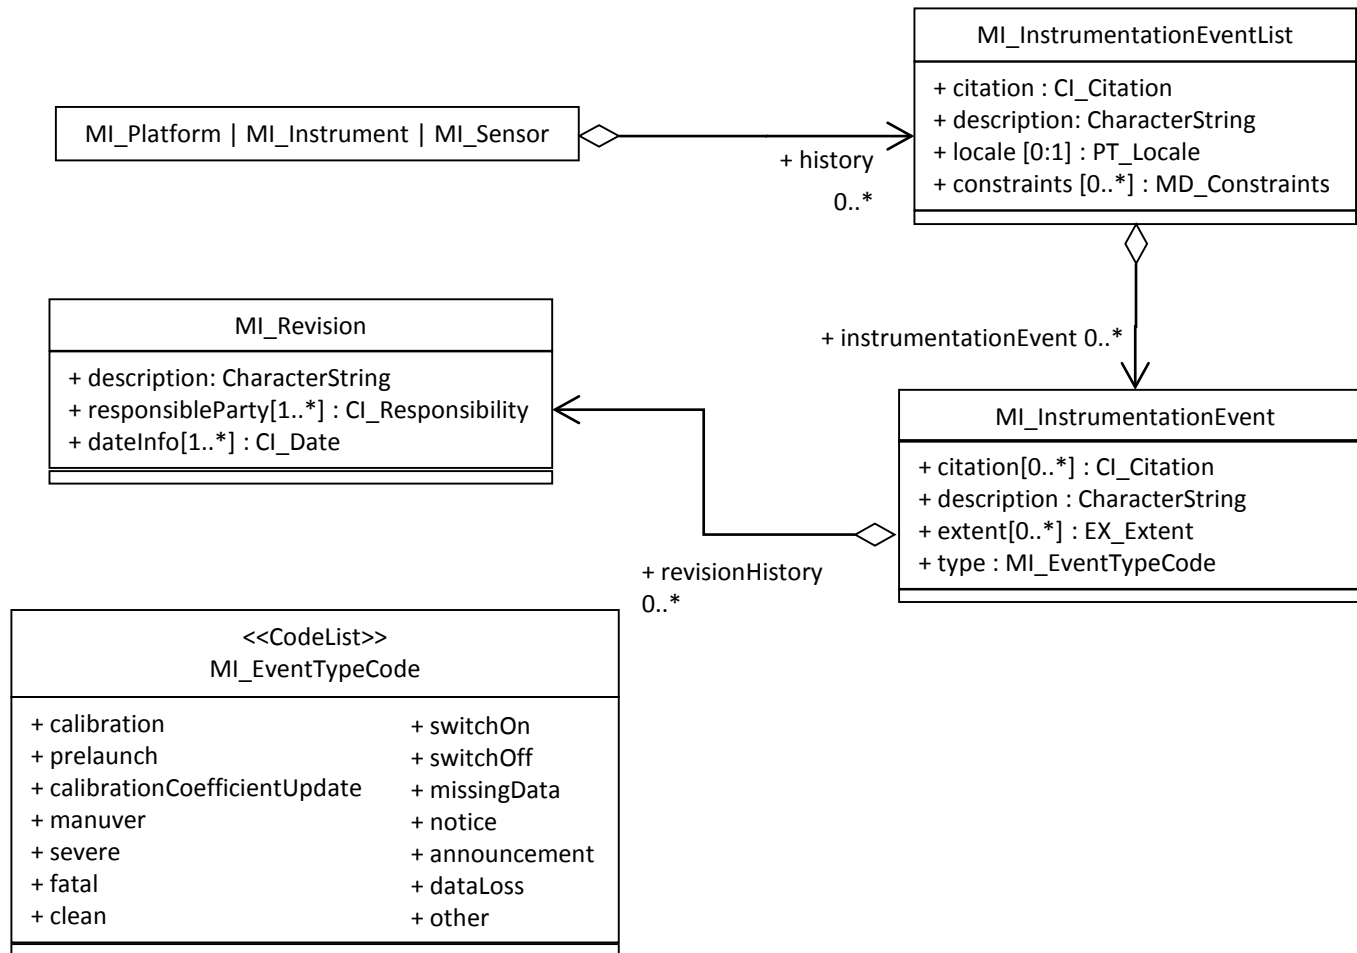 MI_InstrumentationEventList
+ citation : CI_Citation
+ description: CharacterString
+ locale [0:1] : PT_Locale
+ constraints [0..*] : MD_Constraints
MI_Platform | MI_Instrument | MI_Sensor
+ history
0..*
+ instrumentationEvent 0..*
MI_Revision
+ description: CharacterString
+ responsibleParty[1..*] : CI_Responsibility
+ dateInfo[1..*] : CI_Date
MI_InstrumentationEvent
+ citation[0..*] : CI_Citation
+ description : CharacterString
+ extent[0..*] : EX_Extent
+ type : MI_EventTypeCode
+ revisionHistory
0..*
<<CodeList>>
MI_EventTypeCode
+ calibration
+ prelaunch
+ calibrationCoefficientUpdate
+ manuver
+ severe
+ fatal
+ clean
+ switchOn
+ switchOff
+ missingData
+ notice
+ announcement
+ dataLoss
+ other